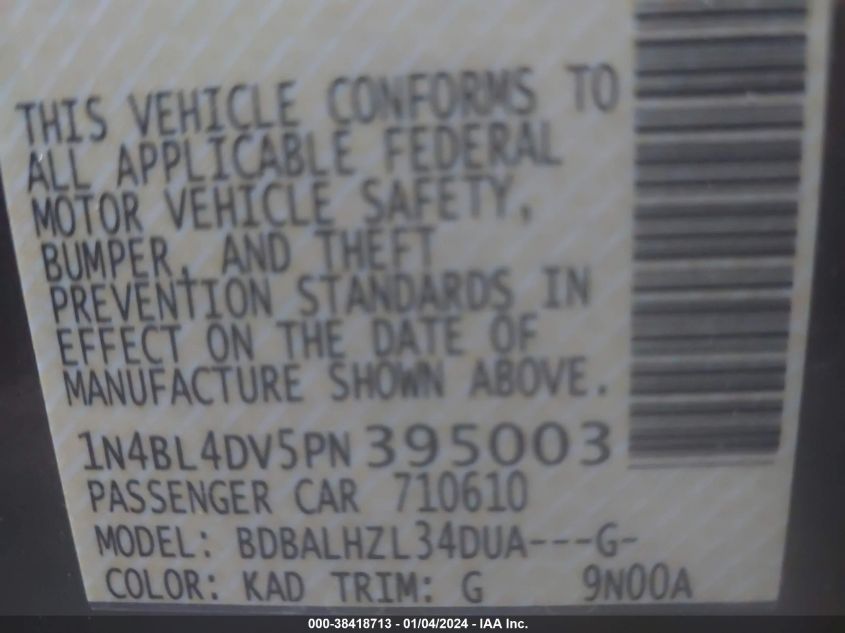 THIS VEHICLE CONFORMS TO
ALL APPLICABLE FEDERAL
MOTOR VEHICLE SAFETY,
BUMPER, AND THEFT
PREVENTION STANDARDS IN
EFFECT ON THE DATE OF
MANUFACTURE SHOWN ABOVE.
1N4BL4DV5PN395003
PASSENGER CAR 710610
MODEL: BDBALHZL34DUA---G-
COLOR: KAD TRIM: G 9N00A
000-38418713 - 01/04/2024 - IAA Inc.